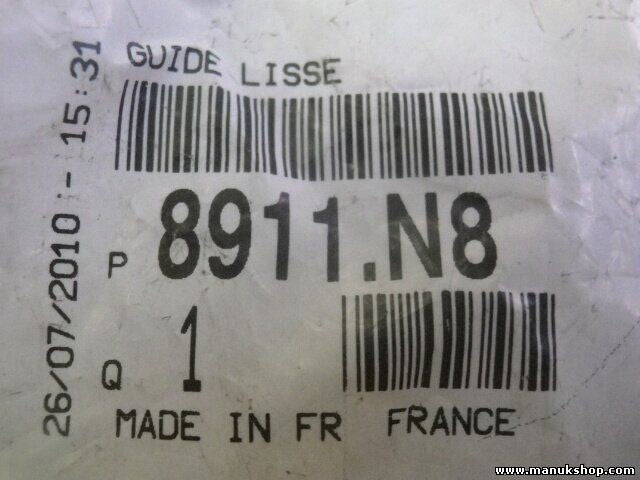 26/07/2010 - 15:31
GUIDE LISSE
P 8911.N8
Q 1
MADE IN FR FRANCE
www.manukshop.com